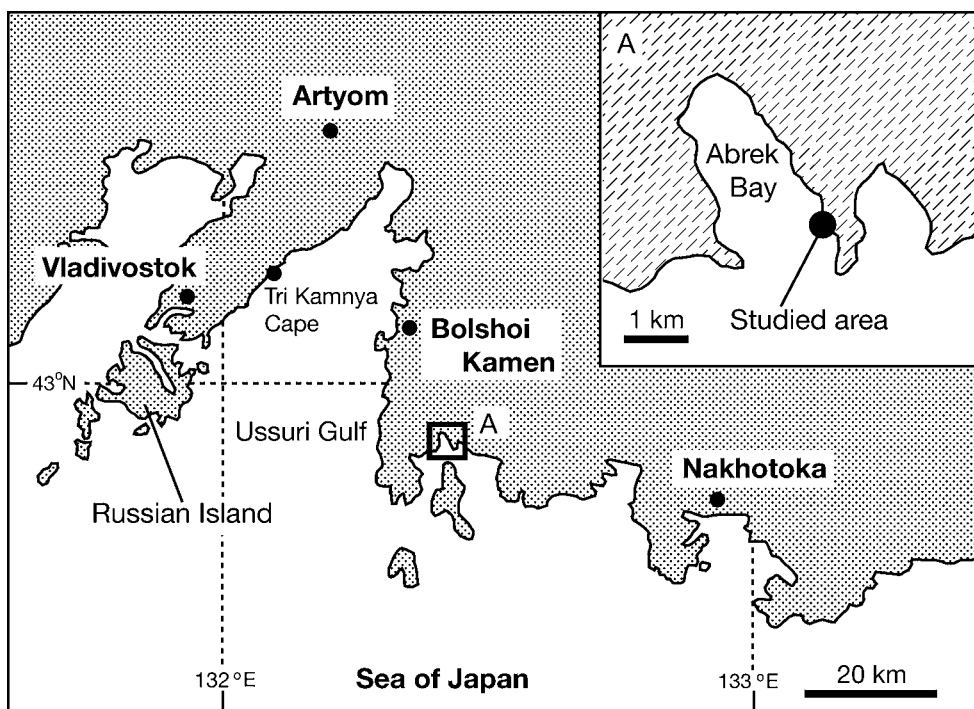 A
Artyom
Abrek
Bay
Vladivostok
Tri Kamnya
Cape
Bolshoi
Kamen
1 km
Studied area
43°N
Ussuri Gulf
A
Nakhotoka
Russian Island
132 °E
Sea of Japan
133 °E
20 km